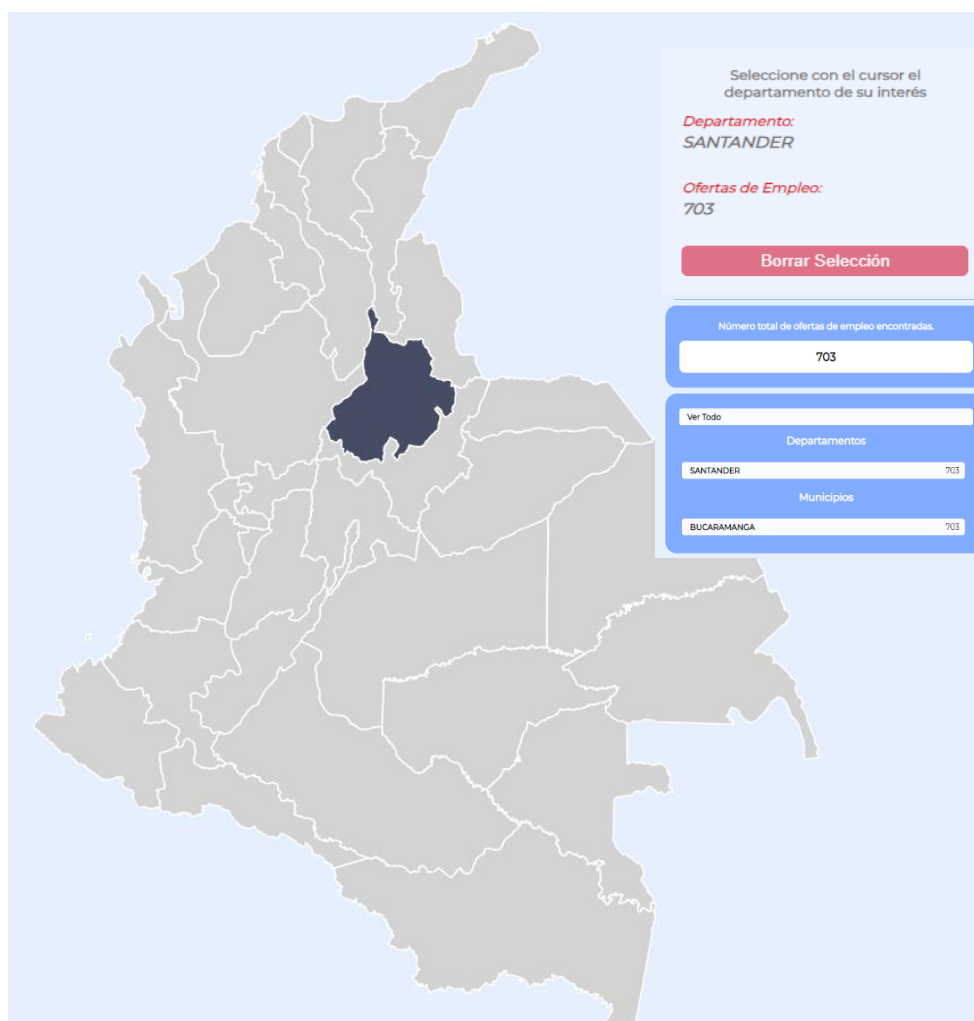 Seleccione con el cursor el
departamento de su interés
Departamento:
SANTANDER
Ofertas de Empleo:
703
Borrar Selección
Número total de ofertas de empleo encontradas.
703
Ver Todo
Departamentos
SANTANDER 703
Municipios
BUCARAMANGA 703